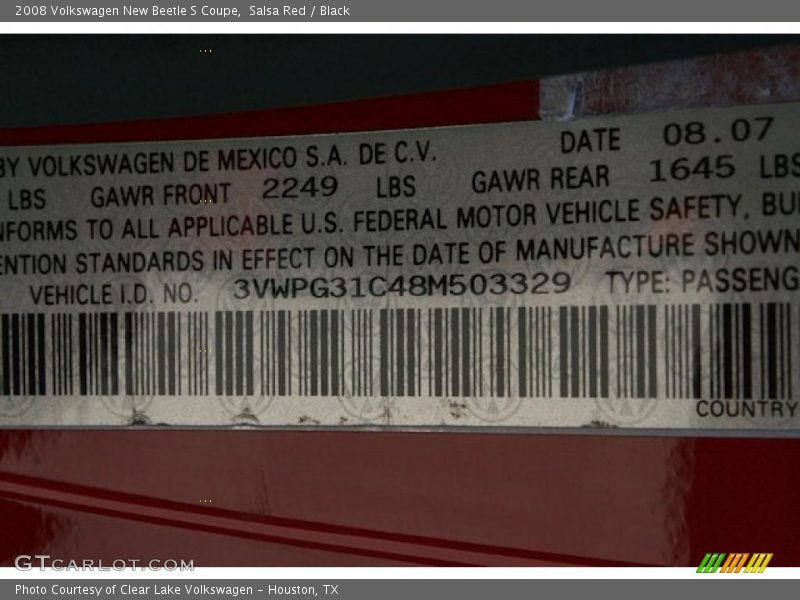 2008 Volkswagen New Beetle S Coupe,  Salsa Red / Black
BY VOLKSWAGEN DE MEXICO S.A. DE C.V. DATE 08.07
LBS GAWR FRONT 2249 LBS GAWR REAR 1645 LBS
NFORMS TO ALL APPLICABLE U.S. FEDERAL MOTOR VEHICLE SAFETY, BU
ENTION STANDARDS IN EFFECT ON THE DATE OF MANUFACTURE SHOWN
VEHICLE I.D. NO. 3VWPG31C48M503329 TYPE: PASSENG
COUNTRY
GTcarlot.com
Photo Courtesy of Clear Lake Volkswagen – Houston, TX